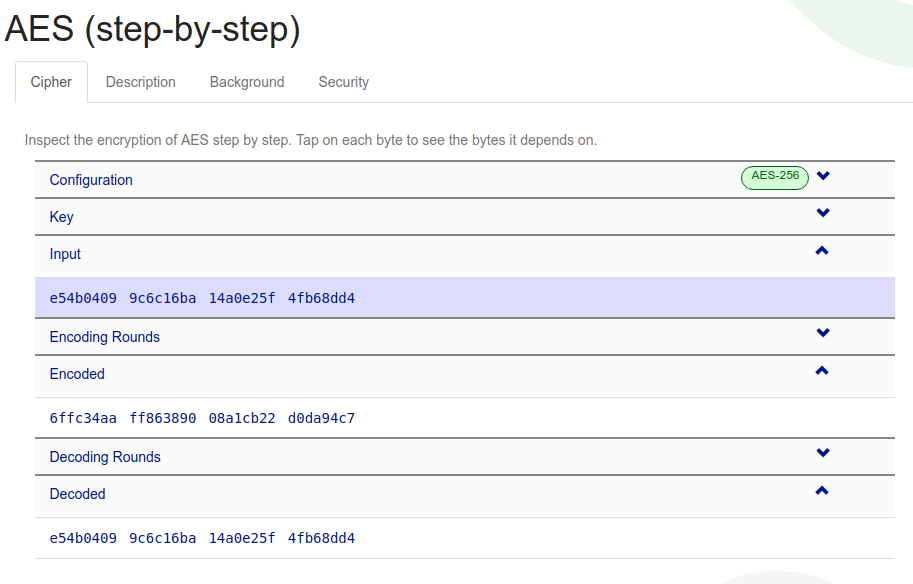 AES (step-by-step)
Cipher Description Background Security
Inspect the encryption of AES step by step. Tap on each byte to see the bytes it depends on.
Configuration AES-256
Key
Input
e54b0409 9c6c16ba 14a0e25f 4fb68dd4
Encoding Rounds
Encoded
6ffc34aa ff863890 08a1cb22 d0da94c7
Decoding Rounds
Decoded
e54b0409 9c6c16ba 14a0e25f 4fb68dd4